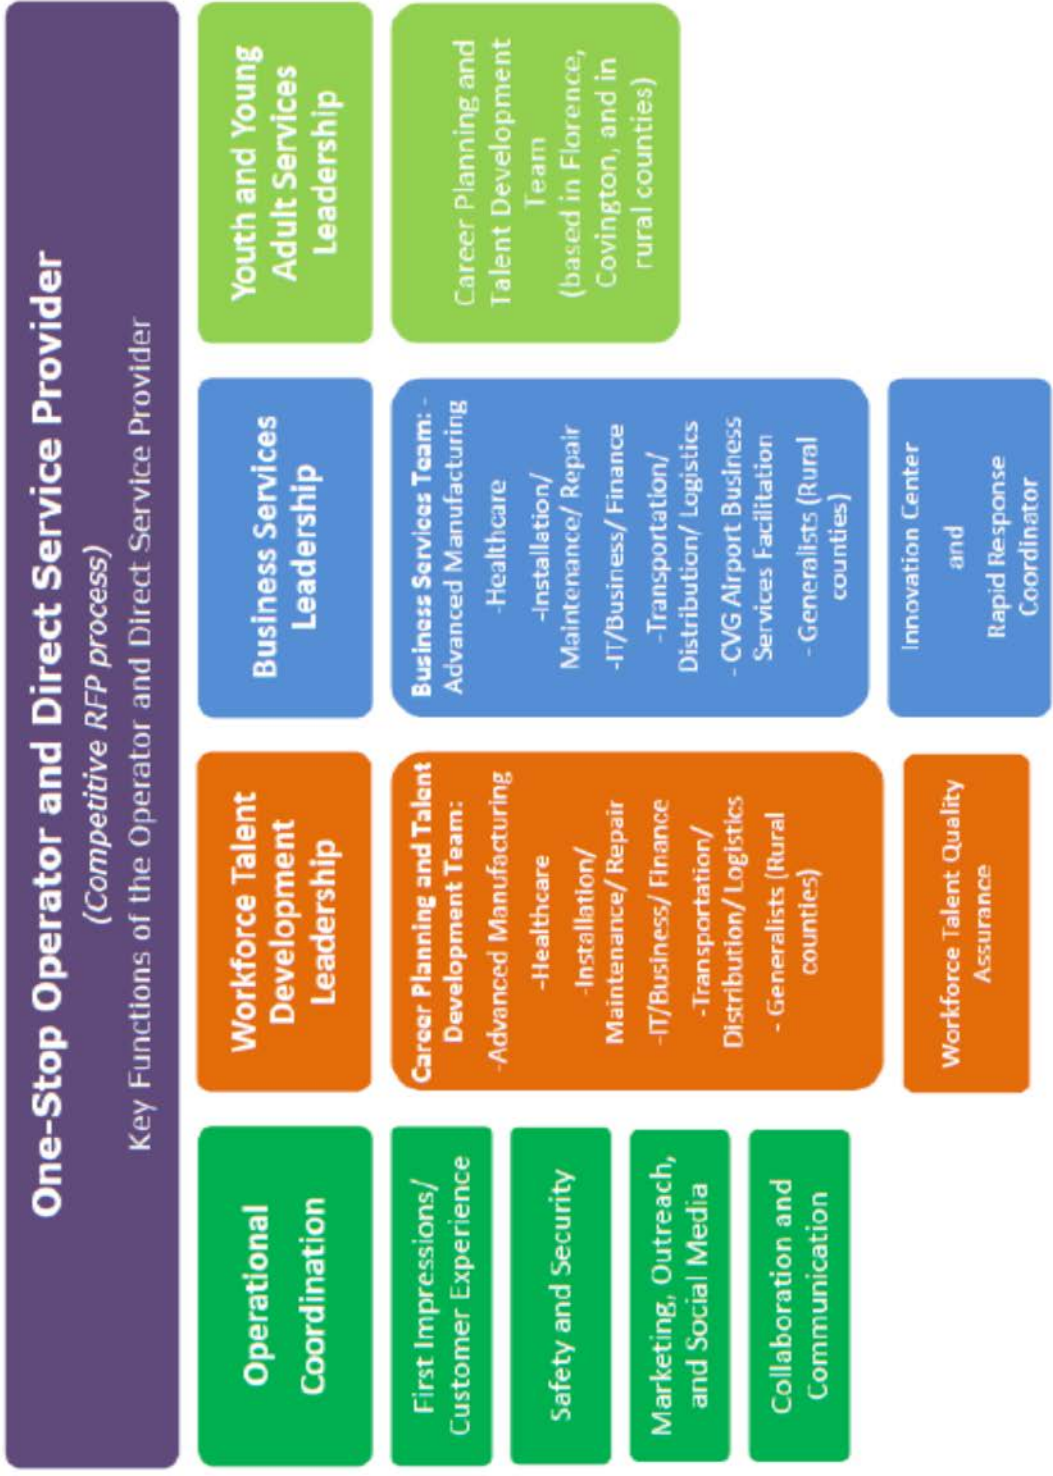 One-Stop Operator and Direct Service Provider
(Competitive RFP process)
Key Functions of the Operator and Direct Service Provider
Operational
Coordination
First Impressions/
Customer Experience
Safety and Security
Marketing, Outreach,
and Social Media
Collaboration and
Communication
Workforce Talent
Development
Leadership
Career Planning and Talent
Development Team:
-Advanced Manufacturing
-Healthcare
-Installation/
Maintenance/ Repair
-IT/Business/ Finance
-Transportation/
Distribution/ Logistics
- Generalists (Rural
counties)
Workforce Talent Quality
Assurance
Business Services
Leadership
Business Services Team: -
Advanced Manufacturing
-Healthcare
-Installation/
Maintenance/ Repair
-IT/Business/ Finance
-Transportation/
Distribution/ Logistics
- CVG Airport Business
Services Facilitation
- Generalists (Rural
counties)
Innovation Center
and
Rapid Response
Coordinator
Youth and Young
Adult Services
Leadership
Career Planning and
Talent Development
Team
(based in Florence,
Covington, and in
rural counties)